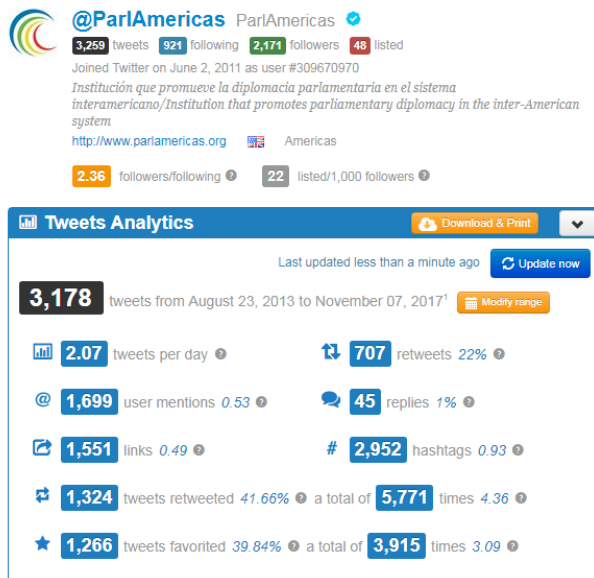 @ParlAmericas ParlAmericas
3,259 tweets 921 following 2,171 followers 48 listed
Joined Twitter on June 2, 2011 as user #309670970
Institución que promueve la diplomacia parlamentaria en el sistema
interamericano/Institution that promotes parliamentary diplomacy in the inter-American
system
http://www.parlamericas.org Americas
2.36 followers/following ? 22 listed/1,000 followers ?
Tweets Analytics Download & Print
Last updated less than a minute ago Update now
3,178 tweets from August 23, 2013 to November 07, 2017¹ Modify range
2.07 tweets per day ? 707 retweets 22% ?
@ 1,699 user mentions 0.53 ? 45 replies 1% ?
1,551 links 0.49 ? # 2,952 hashtags 0.93 ?
1,324 tweets retweeted 41.66% ? a total of 5,771 times 4.36 ?
1,266 tweets favorited 39.84% ? a total of 3,915 times 3.09 ?